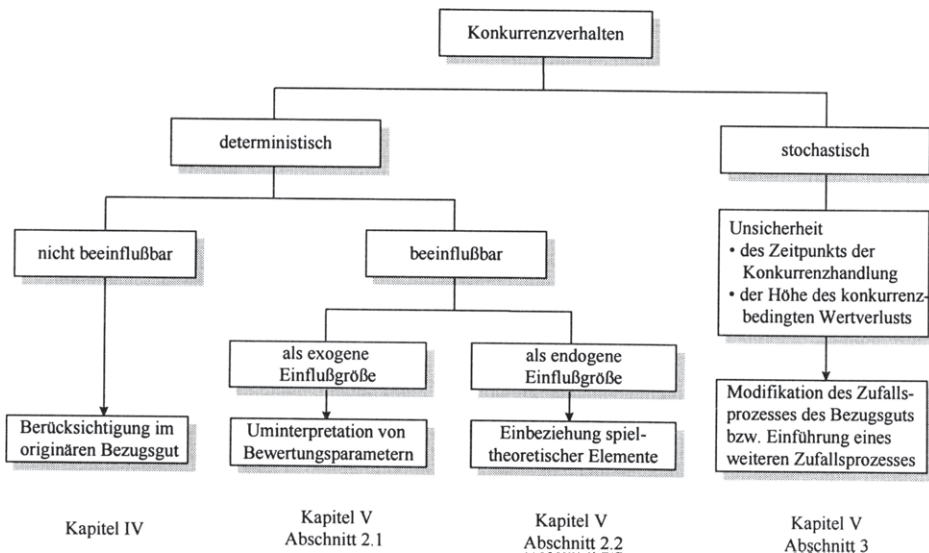 Konkurrenzverhalten
deterministisch
stochastisch
nicht beeinflußbar
beeinflußbar
Unsicherheit
• des Zeitpunkts der
Konkurrenzhandlung
• der Höhe des konkurrenz-
bedingten Wertverlusts
als exogene
Einflußgröße
als endogene
Einflußgröße
Berücksichtigung im
originären Bezugsgut
Uminterpretation von
Bewertungsparametern
Einbeziehung spiel-
theoretischer Elemente
Modifikation des Zufalls-
prozesses des Bezugsguts
bzw. Einführung eines
weiteren Zufallsprozesses
Kapitel IV
Kapitel V
Abschnitt 2.1
Kapitel V
Abschnitt 2.2
Kapitel V
Abschnitt 3